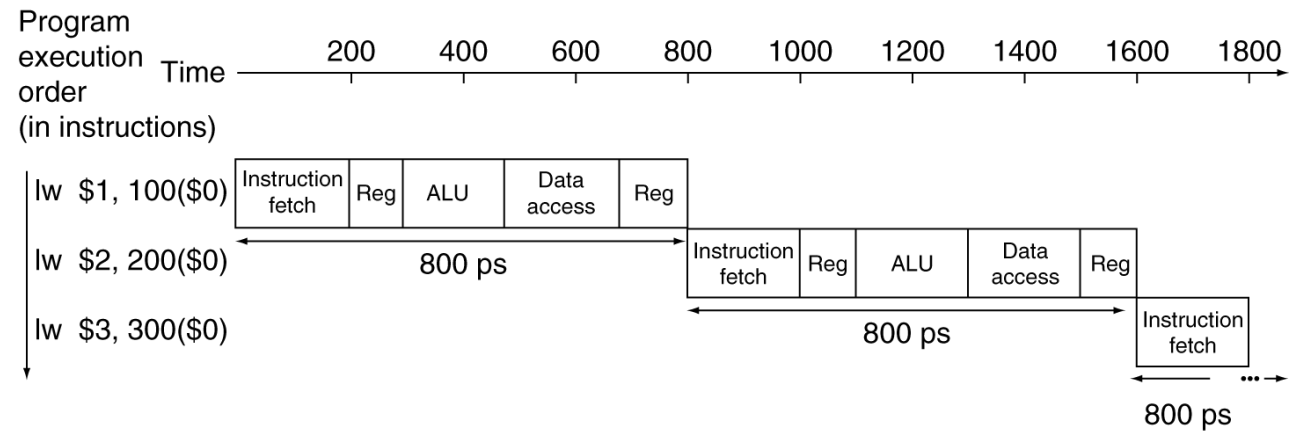 Program
execution
order
(in instructions)
Time
200 400 600 800 1000 1200 1400 1600 1800
lw $1, 100($0)
Instruction
fetch
Reg
ALU
Data
access
Reg
800 ps
lw $2, 200($0)
Instruction
fetch
Reg
ALU
Data
access
Reg
800 ps
lw $3, 300($0)
Instruction
fetch
...
800 ps